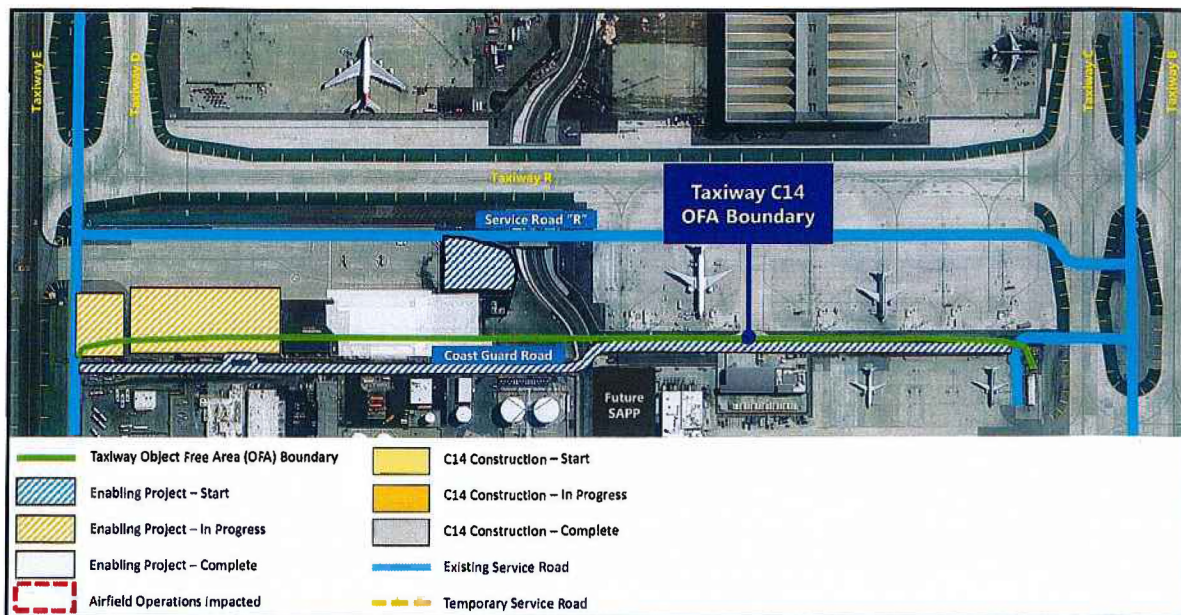 Taxiway E
Taxiway D
Taxiway C
Taxiway B
Taxiway R
Taxiway C14
OFA Boundary
Service Road "R"
Coast Guard Road
Future
SAPP
Taxiway Object Free Area (OFA) Boundary
Enabling Project – Start
Enabling Project – In Progress
Enabling Project – Complete
Airfield Operations Impacted
C14 Construction – Start
C14 Construction – In Progress
C14 Construction – Complete
Existing Service Road
Temporary Service Road